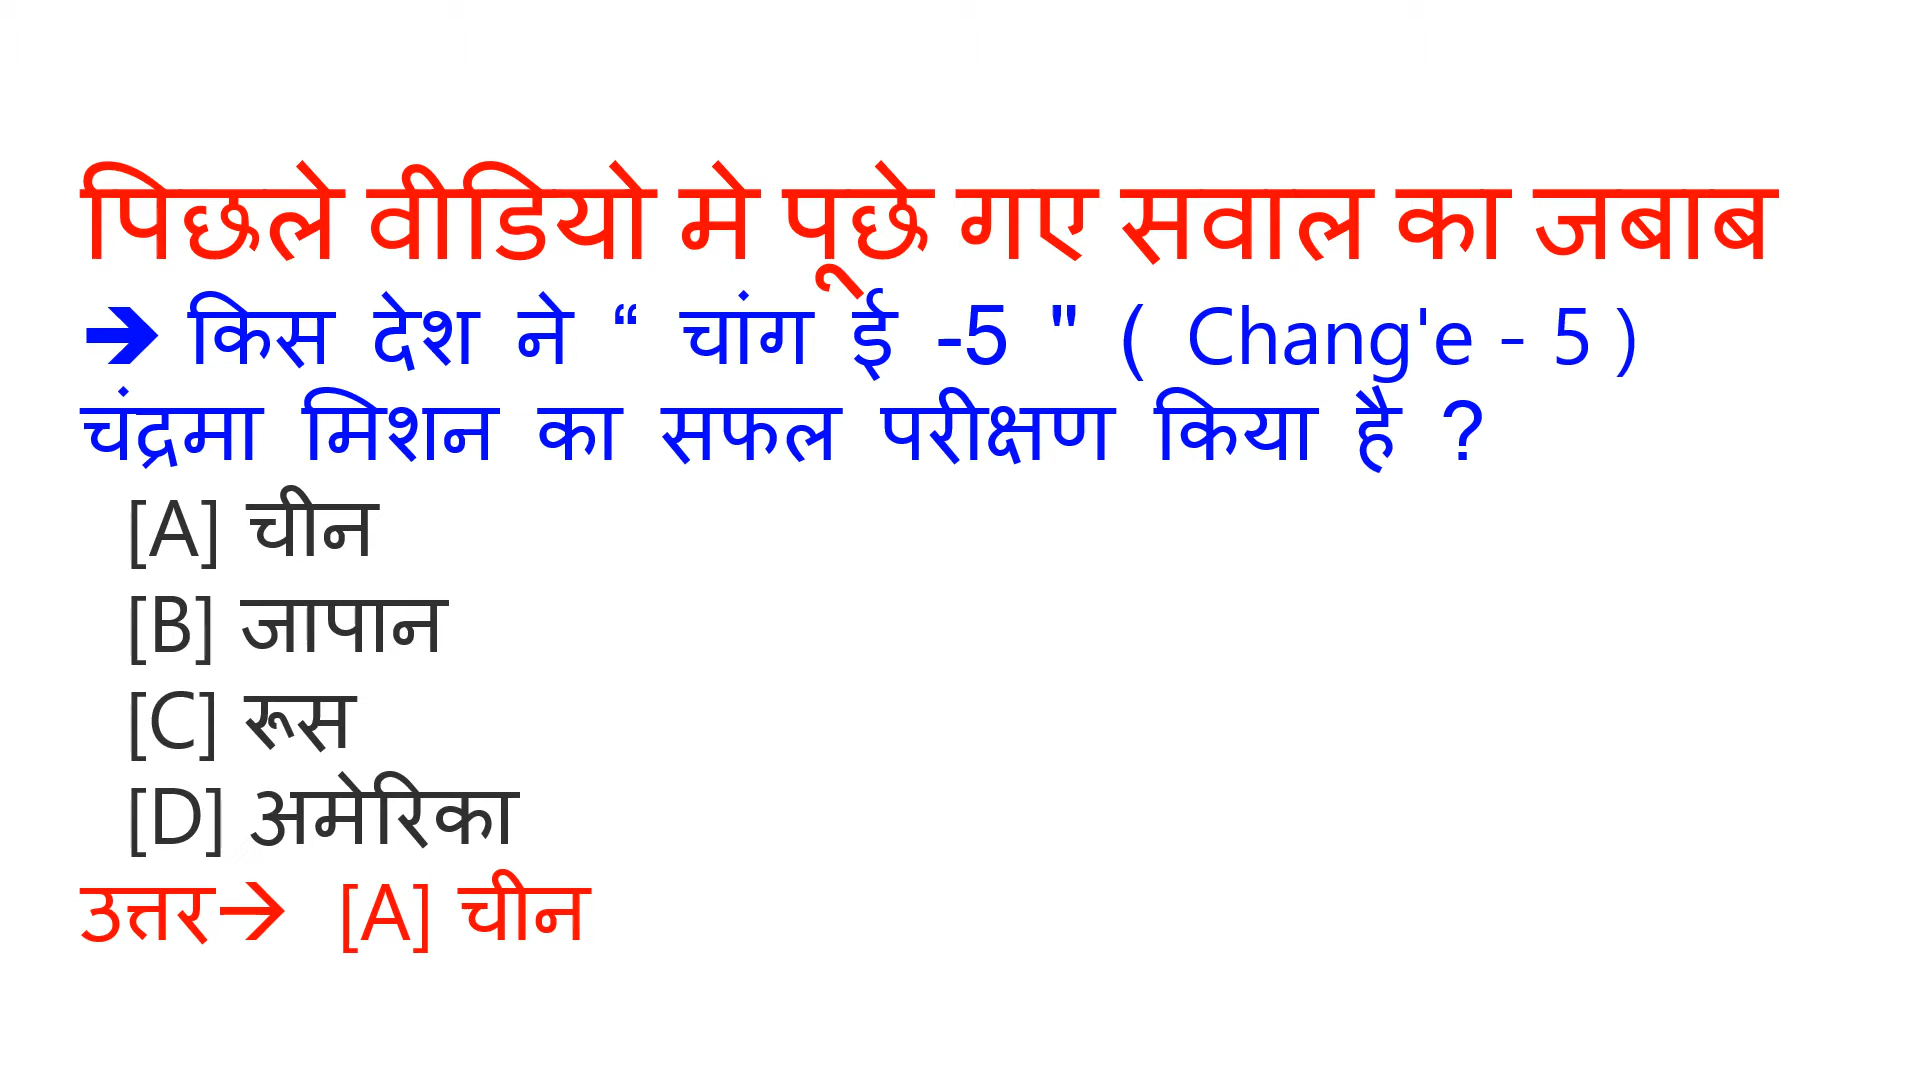 पिछले वीडियो मे पूछे गए सवाल का जबाब
➔ किस देश ने “ चांग ई -5 " ( Chang'e - 5 )
चंद्रमा मिशन का सफल परीक्षण किया है ?
[A] चीन
[B] जापान
[C] रूस
[D] अमेरिका
उत्तर→ [A] चीन